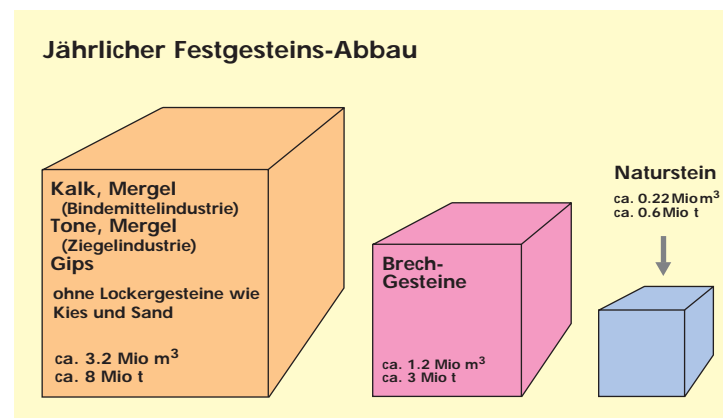 Jährlicher Festgesteins-Abbau
Kalk, Mergel
(Bindemittelindustrie)
Tone, Mergel
(Ziegelindustrie)
Gips
ohne Lockergesteine wie
Kies und Sand
ca. 3.2 Mio m³
ca. 8 Mio t
Brech-
Gesteine
ca. 1.2 Mio m³
ca. 3 Mio t
Naturstein
ca. 0.22 Mio m³
ca. 0.6 Mio t